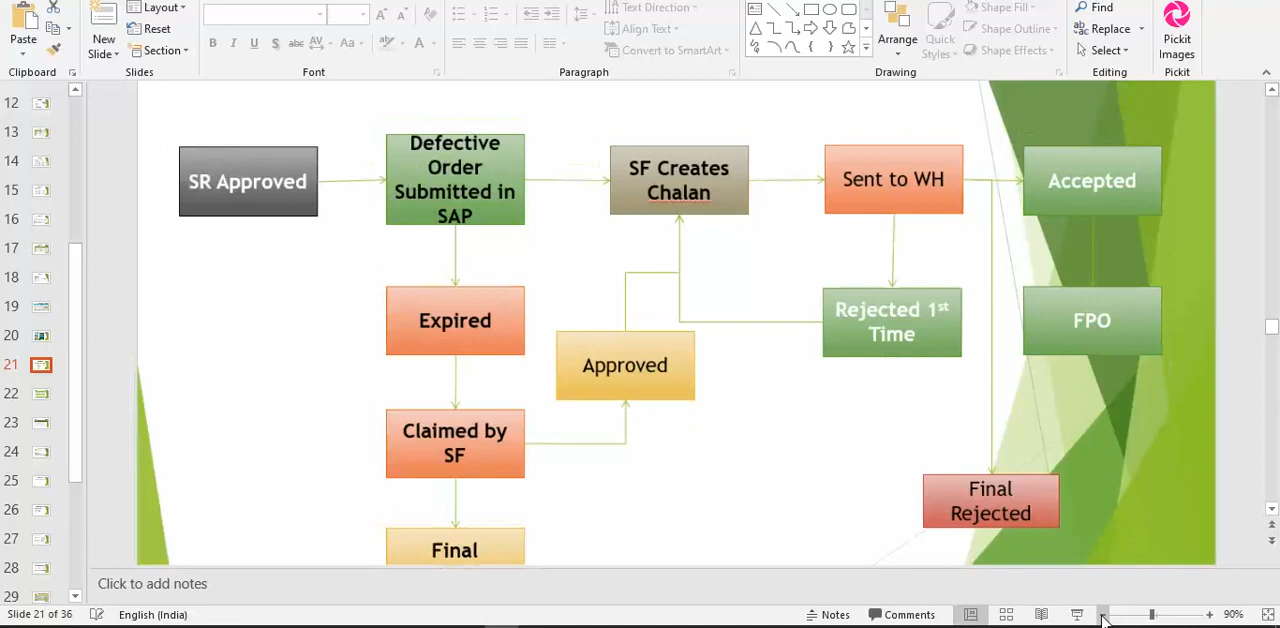 Layout
Reset
Section
Paste
New
Slide
B I U S abc AV Aa A
Text Direction
Align Text
Convert to SmartArt
Arrange
Quick
Styles
Shape Fill
Shape Outline
Shape Effects
Find
Replace
Select
Pickit
Images
Clipboard
Slides
Font
Paragraph
Drawing
Editing
Pickit
12
13
14
15
16
17
18
19
20
21
22
23
24
25
26
27
28
29
SR Approved
Defective
Order
Submitted in
SAP
SF Creates
Chalan
Sent to WH
Accepted
Expired
Approved
Rejected 1st
Time
FPO
Claimed by
SF
Final
Final
Rejected
Click to add notes
Slide 21 of 36
English (India)
Notes
Comments
90%